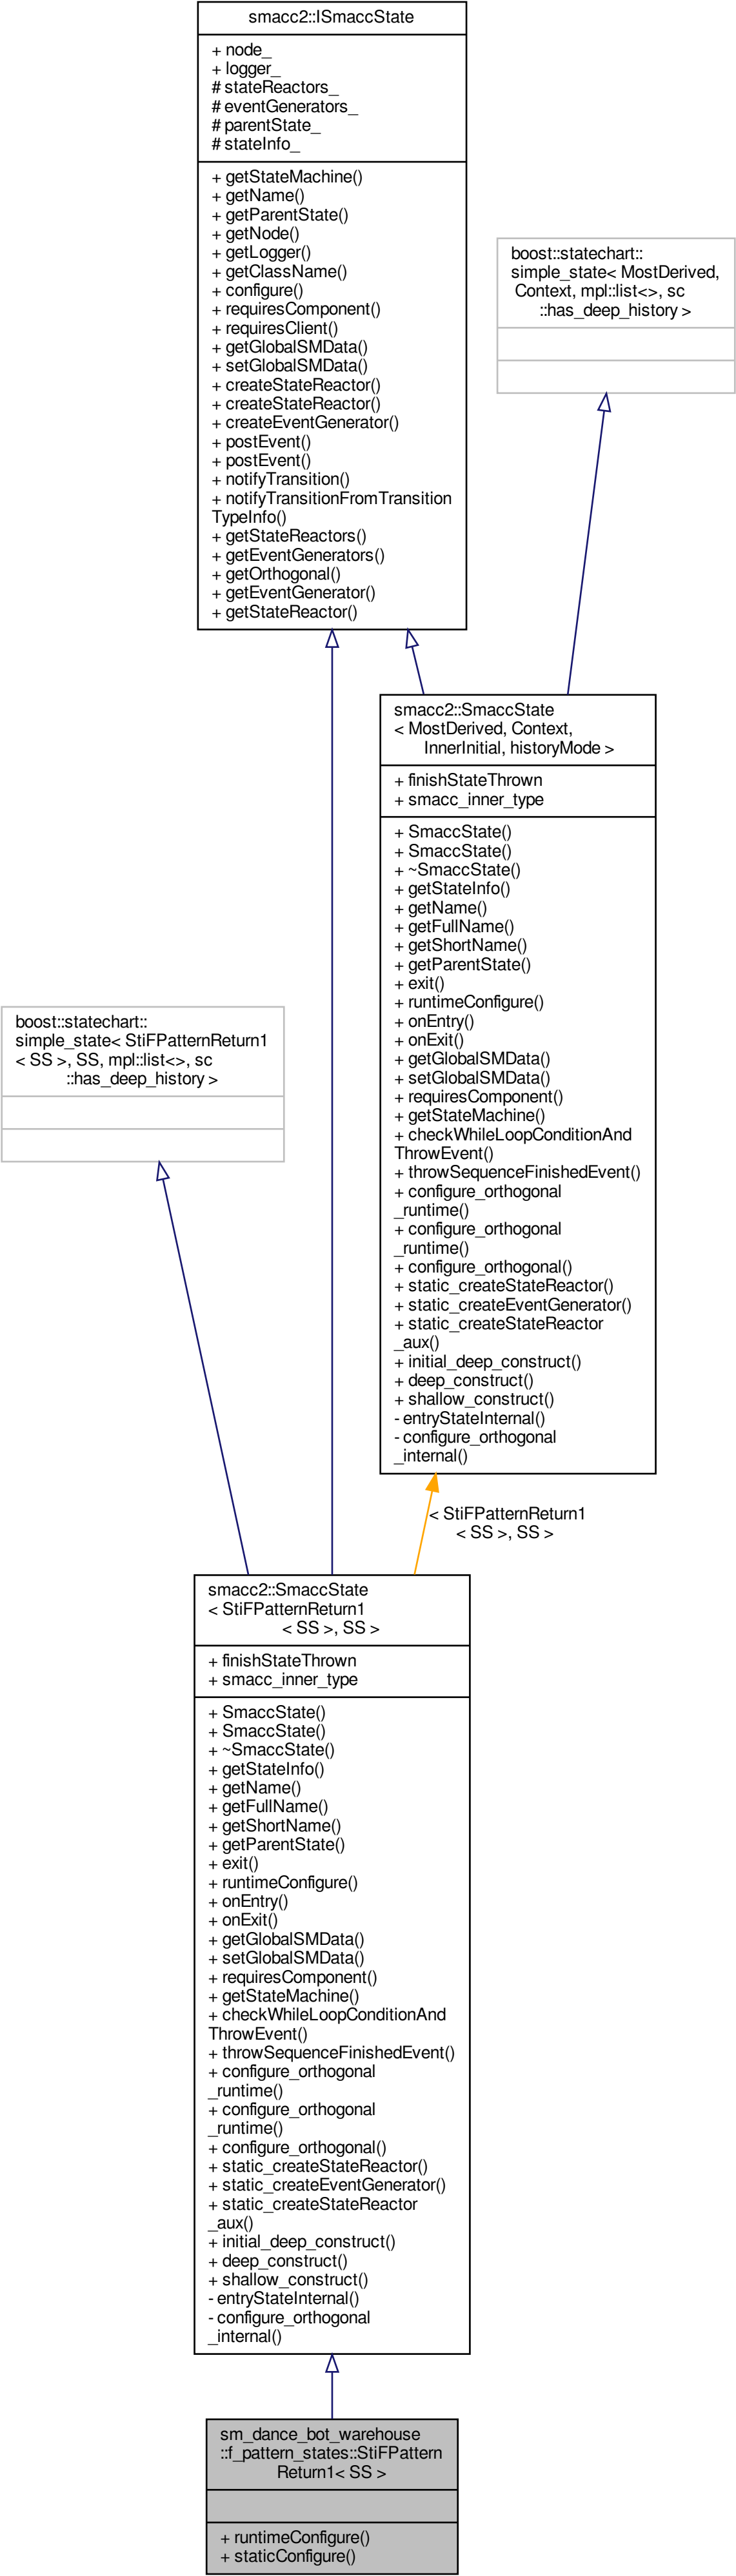 smacc2::ISmaccState
+ node_
+ logger_
# stateReactors_
# eventGenerators_
# parentState_
# stateInfo_
+ getStateMachine()
+ getName()
+ getParentState()
+ getNode()
+ getLogger()
+ getClassName()
+ configure()
+ requiresComponent()
+ requiresClient()
+ getGlobalSMData()
+ setGlobalSMData()
+ createStateReactor()
+ createStateReactor()
+ createEventGenerator()
+ postEvent()
+ postEvent()
+ notifyTransition()
+ notifyTransitionFromTransition
TypeInfo()
+ getStateReactors()
+ getEventGenerators()
+ getOrthogonal()
+ getEventGenerator()
+ getStateReactor()
boost::statechart::
simple_state< MostDerived,
Context, mpl::list<>, sc
::has_deep_history >
smacc2::SmaccState
< MostDerived, Context,
InnerInitial, historyMode >
+ finishStateThrown
+ smacc_inner_type
+ SmaccState()
+ SmaccState()
+ ~SmaccState()
+ getStateInfo()
+ getName()
+ getFullName()
+ getShortName()
+ getParentState()
+ exit()
+ runtimeConfigure()
+ onEntry()
+ onExit()
+ getGlobalSMData()
+ setGlobalSMData()
+ requiresComponent()
+ getStateMachine()
+ checkWhileLoopConditionAnd
ThrowEvent()
+ throwSequenceFinishedEvent()
+ configure_orthogonal
_runtime()
+ configure_orthogonal
_runtime()
+ configure_orthogonal()
+ static_createStateReactor()
+ static_createEventGenerator()
+ static_createStateReactor
_aux()
+ initial_deep_construct()
+ deep_construct()
+ shallow_construct()
- entryStateInternal()
- configure_orthogonal
_internal()
boost::statechart::
simple_state< StiFPatternReturn1
< SS >, SS, mpl::list<>, sc
::has_deep_history >
< StiFPatternReturn1
< SS >, SS >
smacc2::SmaccState
< StiFPatternReturn1
< SS >, SS >
+ finishStateThrown
+ smacc_inner_type
+ SmaccState()
+ SmaccState()
+ ~SmaccState()
+ getStateInfo()
+ getName()
+ getFullName()
+ getShortName()
+ getParentState()
+ exit()
+ runtimeConfigure()
+ onEntry()
+ onExit()
+ getGlobalSMData()
+ setGlobalSMData()
+ requiresComponent()
+ getStateMachine()
+ checkWhileLoopConditionAnd
ThrowEvent()
+ throwSequenceFinishedEvent()
+ configure_orthogonal
_runtime()
+ configure_orthogonal
_runtime()
+ configure_orthogonal()
+ static_createStateReactor()
+ static_createEventGenerator()
+ static_createStateReactor
_aux()
+ initial_deep_construct()
+ deep_construct()
+ shallow_construct()
- entryStateInternal()
- configure_orthogonal
_internal()
sm_dance_bot_warehouse
::f_pattern_states::StiFPattern
Return1< SS >
+ runtimeConfigure()
+ staticConfigure()